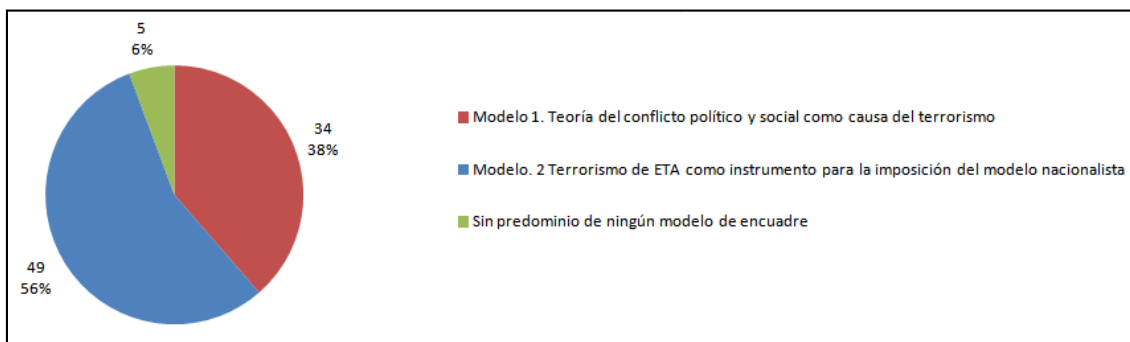 5
6%
34
38%
49
56%
Modelo 1. Teoría del conflicto político y social como causa del terrorismo
Modelo. 2 Terrorismo de ETA como instrumento para la imposición del modelo nacionalista
Sin predominio de ningún modelo de encuadre